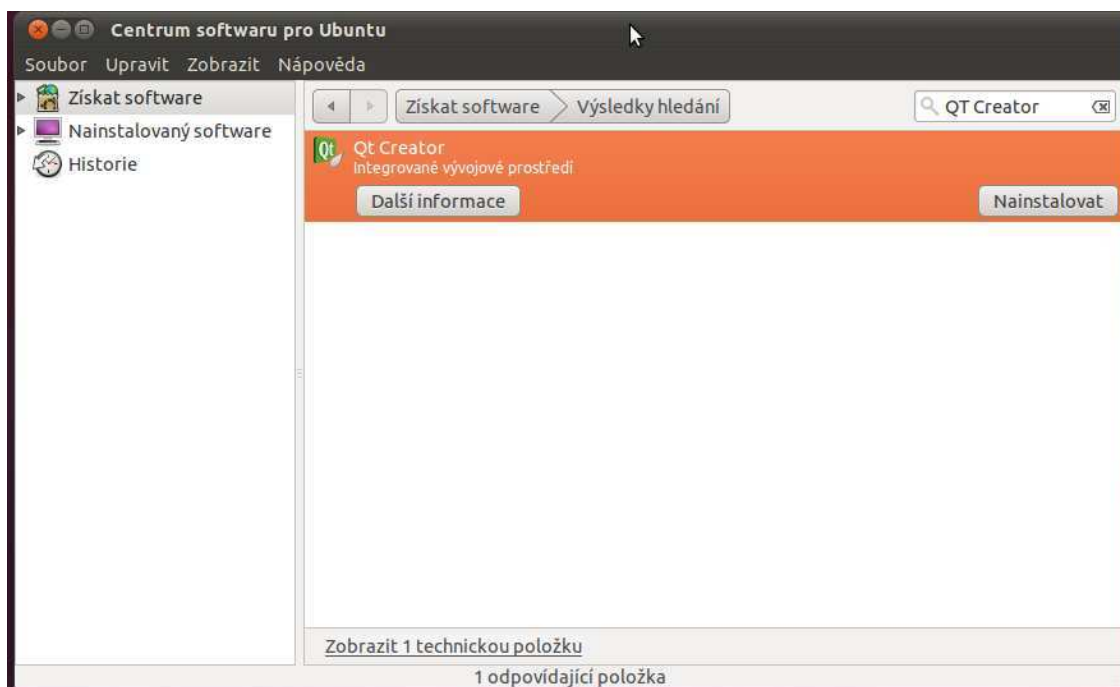 Centrum softwaru pro Ubuntu
Soubor Upravit Zobrazit Nápověda
Získat software
Nainstalovaný software
Historie
Získat software Výsledky hledání
QT Creator
Qt
Qt Creator
Integrované vývojové prostředí
Další informace
Nainstalovat
Zobrazit 1 technickou položku
1 odpovídající položka